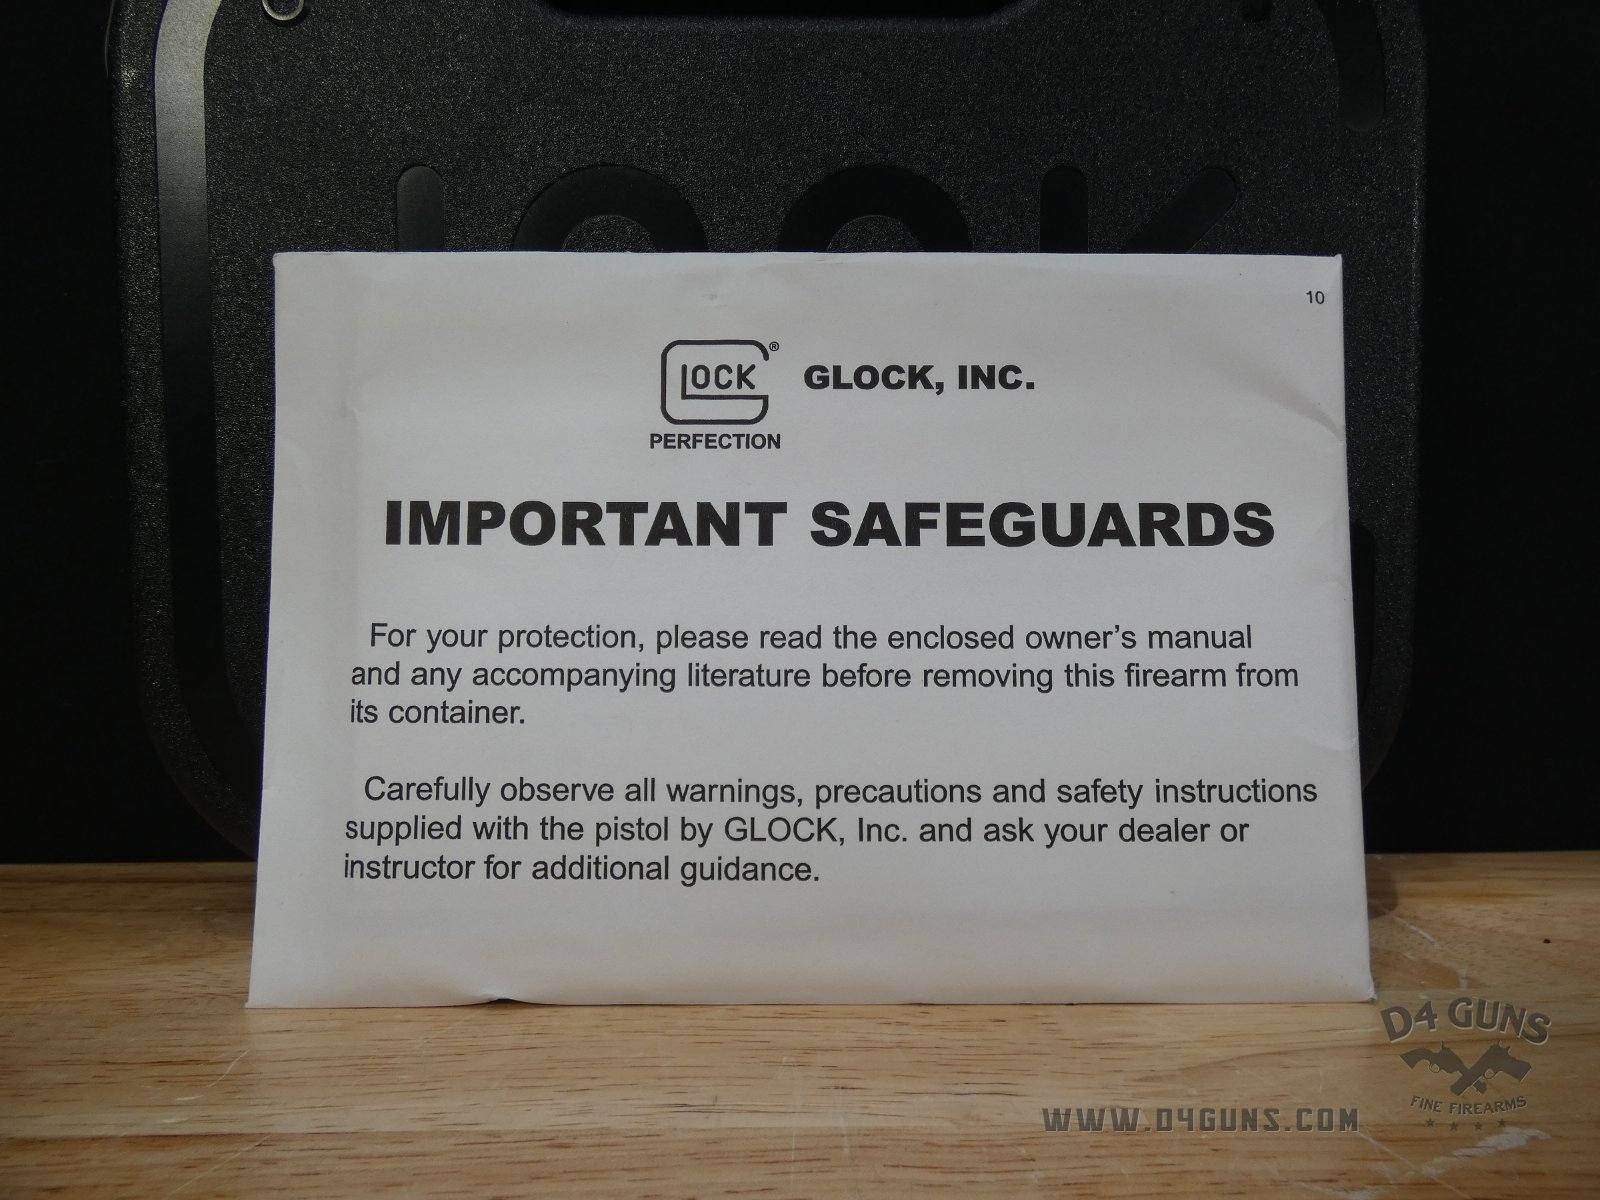 10
LOCK ® GLOCK, INC.
PERFECTION
IMPORTANT SAFEGUARDS
For your protection, please read the enclosed owner's manual
and any accompanying literature before removing this firearm from
its container.
Carefully observe all warnings, precautions and safety instructions
supplied with the pistol by GLOCK, Inc. and ask your dealer or
instructor for additional guidance.
D4 GUNS
FINE FIREARMS
WWW.D4GUNS.COM